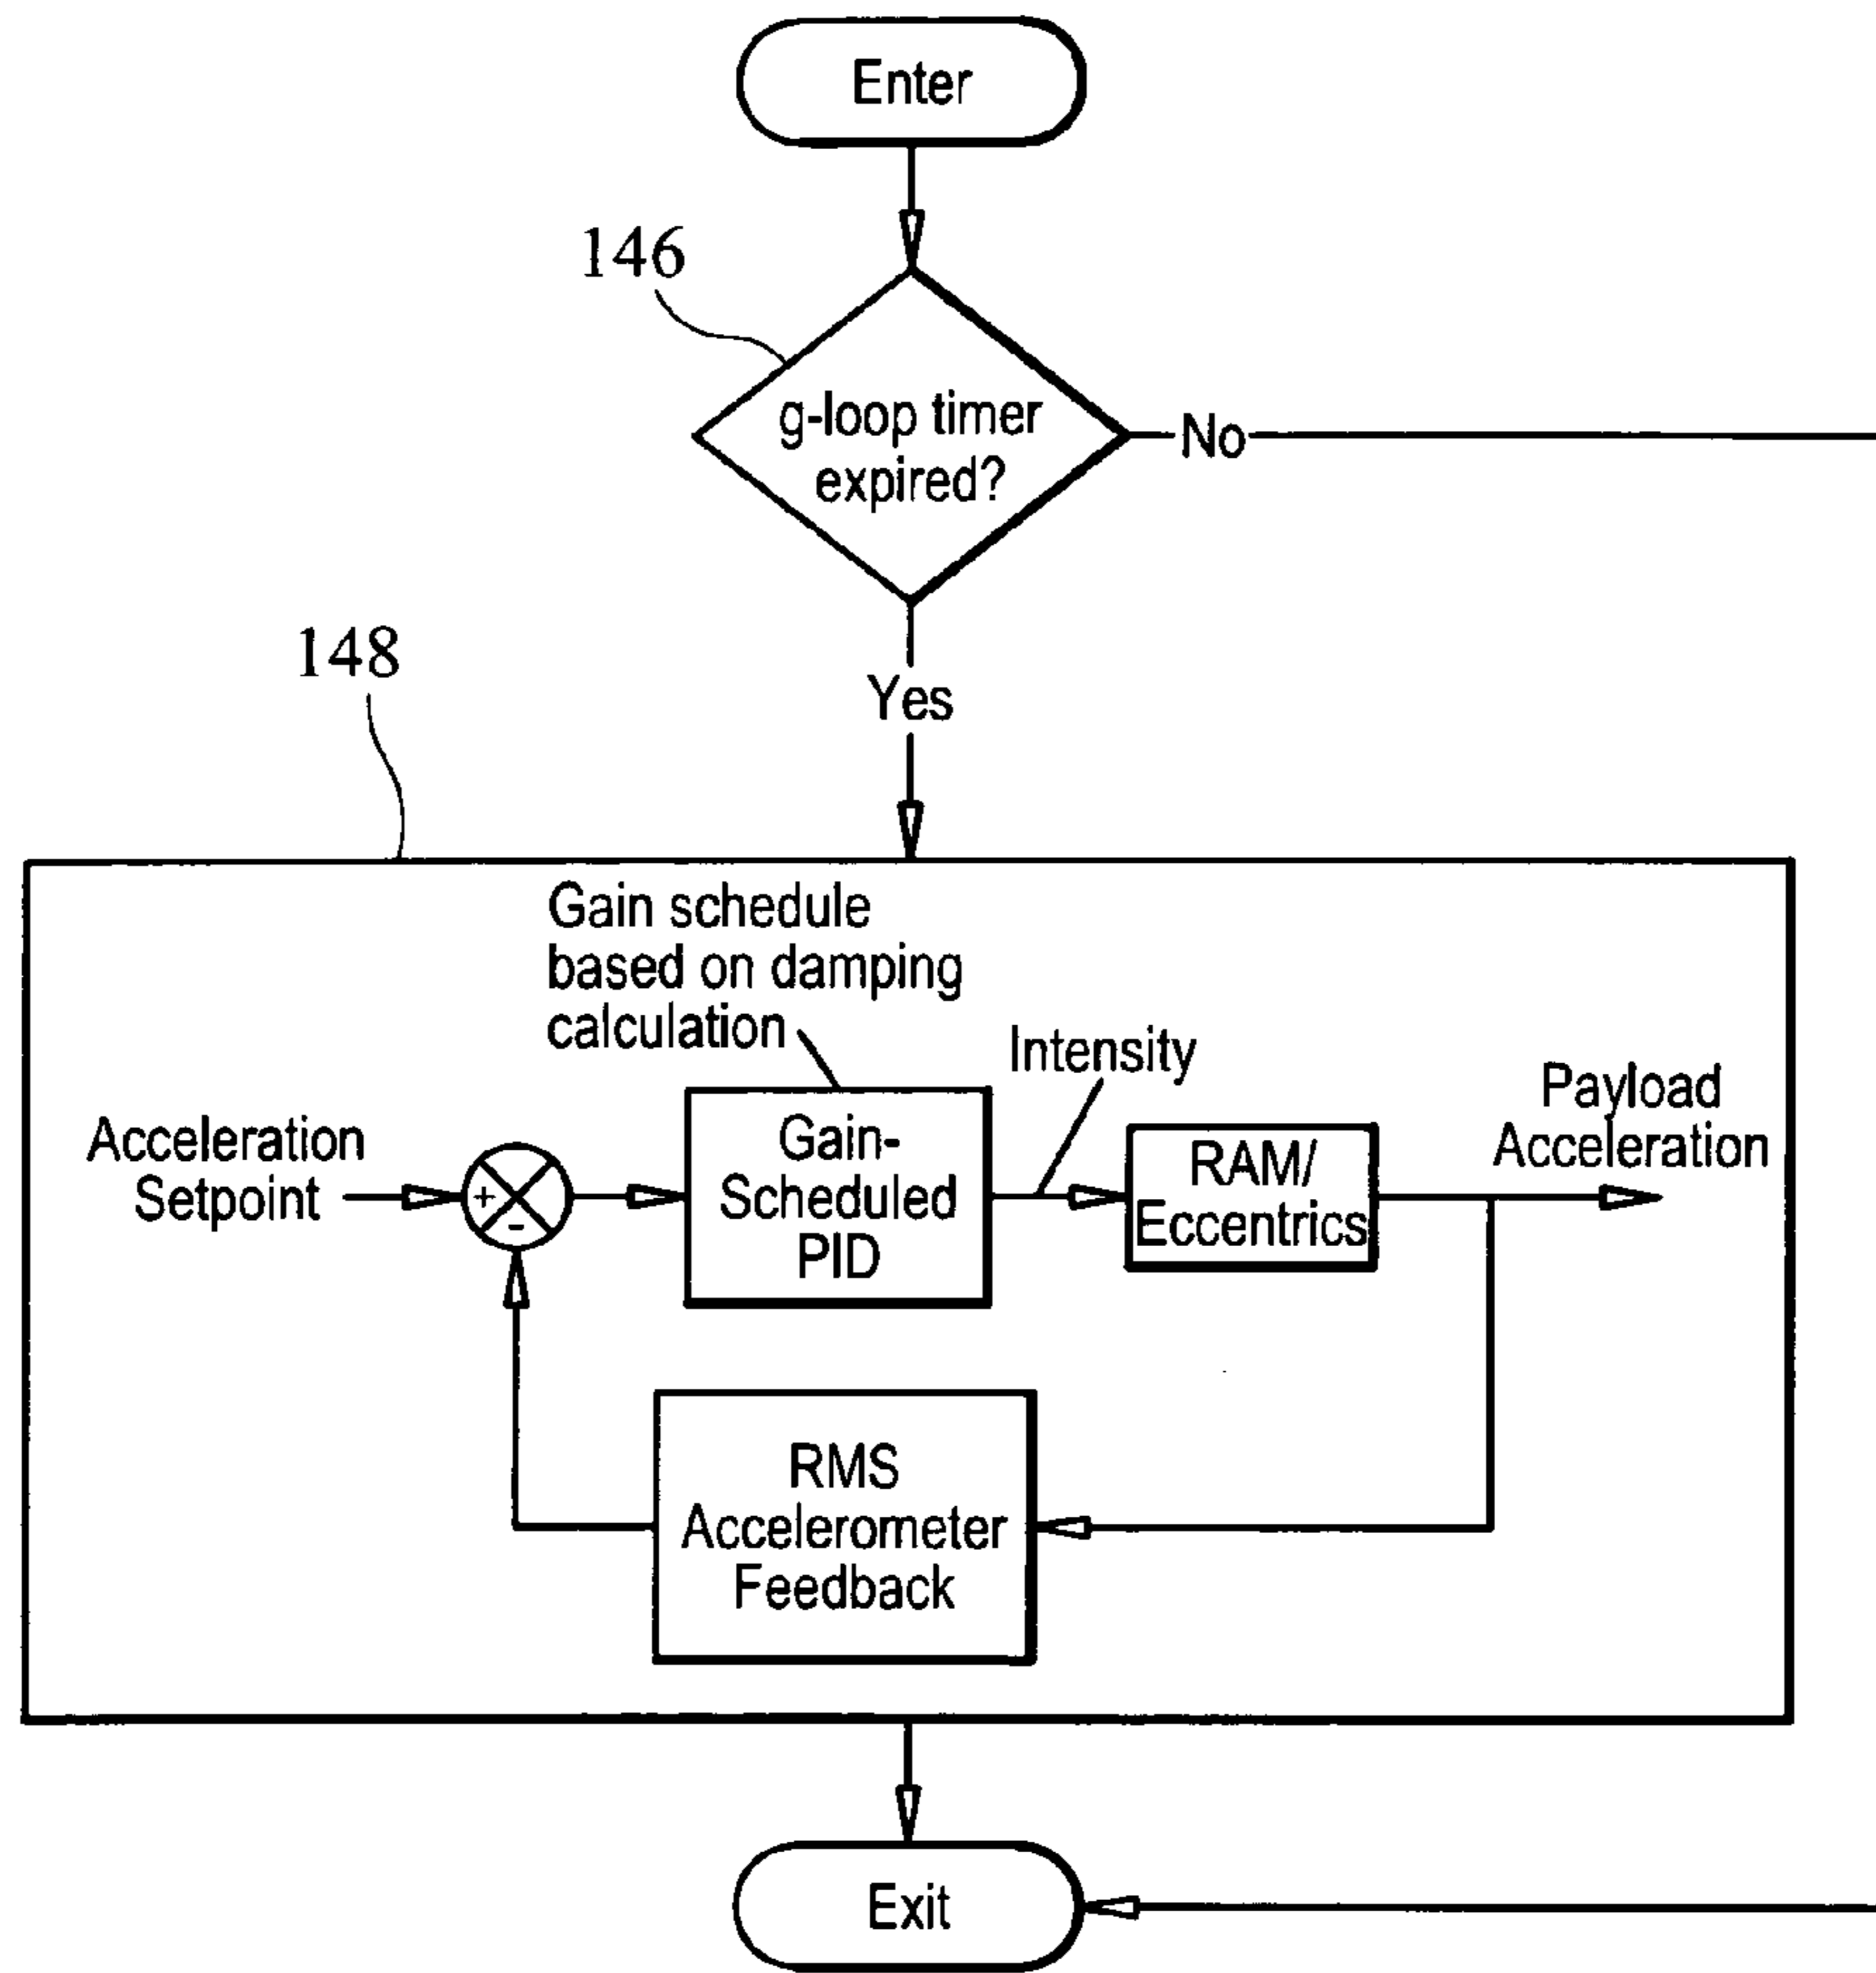 Enter
146
g-loop timer
expired?
No
148
Yes
Gain schedule
based on damping
calculation
Intensity
Payload
Acceleration
Acceleration
Setpoint
+
-
Gain-
Scheduled
PID
RAM/
Eccentrics
RMS
Accelerometer
Feedback
Exit